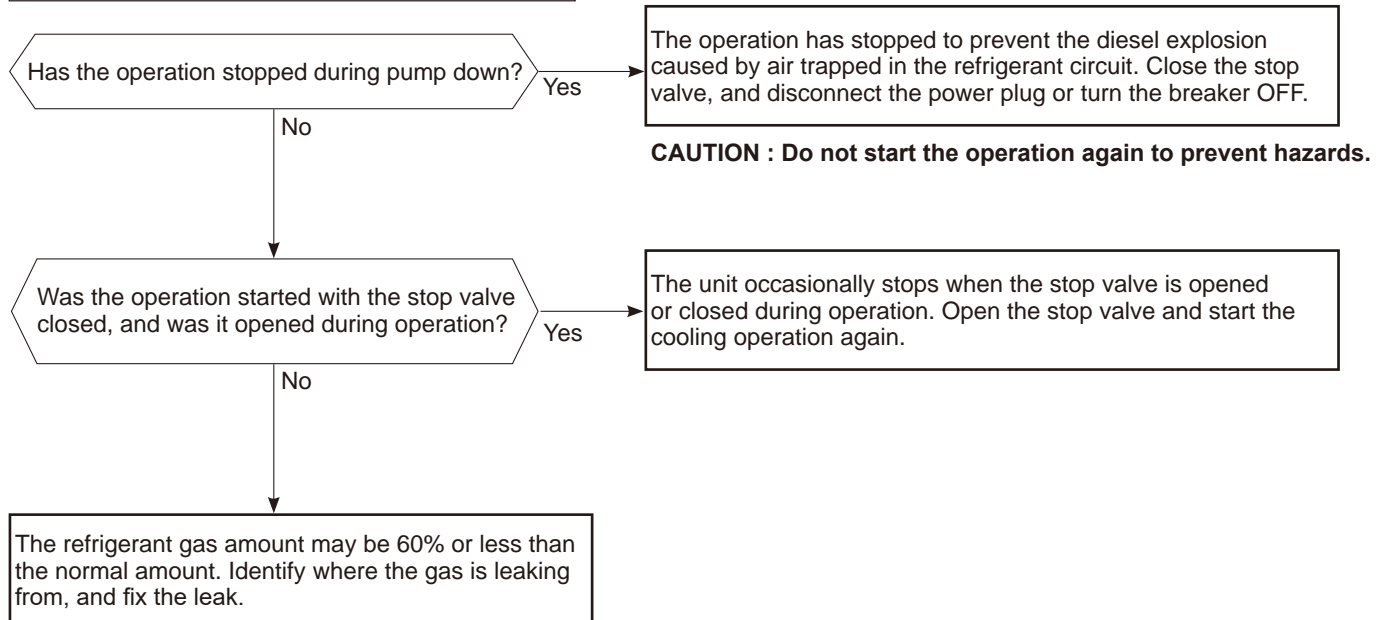 Has the operation stopped during pump down?
Yes
The operation has stopped to prevent the diesel explosion
caused by air trapped in the refrigerant circuit. Close the stop
valve, and disconnect the power plug or turn the breaker OFF.
CAUTION : Do not start the operation again to prevent hazards.
No
Was the operation started with the stop valve
closed, and was it opened during operation?
Yes
The unit occasionally stops when the stop valve is opened
or closed during operation. Open the stop valve and start the
cooling operation again.
No
The refrigerant gas amount may be 60% or less than
the normal amount. Identify where the gas is leaking
from, and fix the leak.